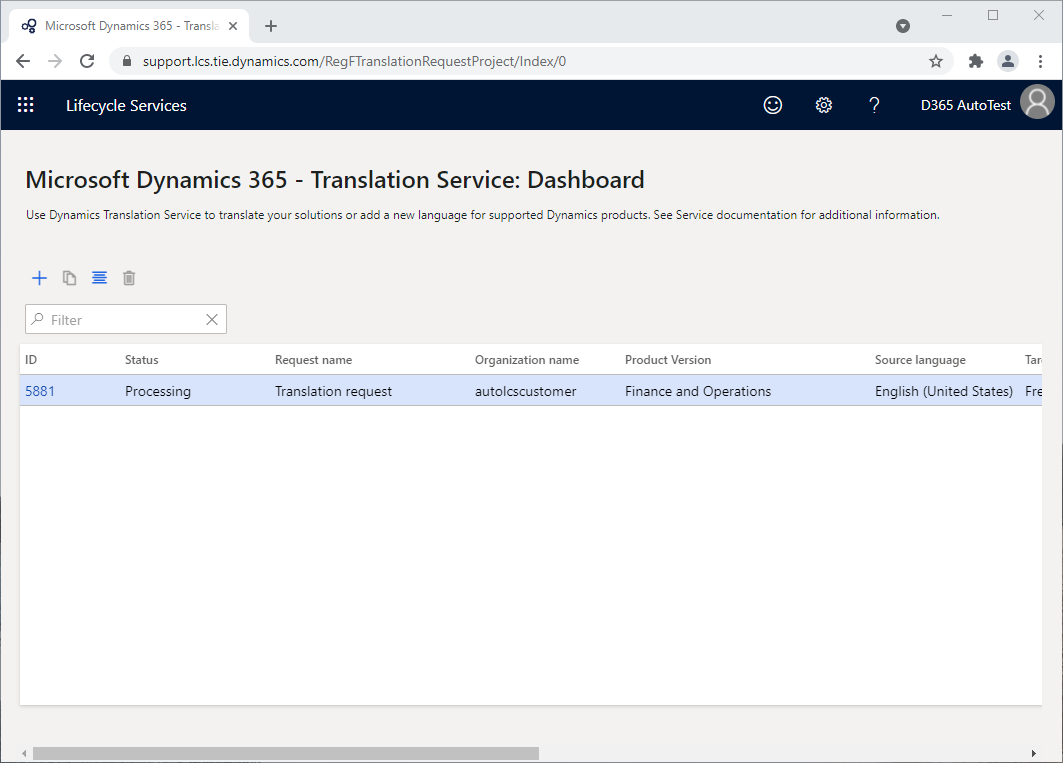 Microsoft Dynamics 365 - Transla
support.lcs.tie.dynamics.com/RegFTranslationRequestProject/Index/0
Lifecycle Services
?
D365 AutoTest
Microsoft Dynamics 365 - Translation Service: Dashboard
Use Dynamics Translation Service to translate your solutions or add a new language for supported Dynamics products. See Service documentation for additional information.
Filter
ID Status Request name Organization name Product Version Source language Tar
5881 Processing Translation request autolcscustomer Finance and Operations English (United States) Fre